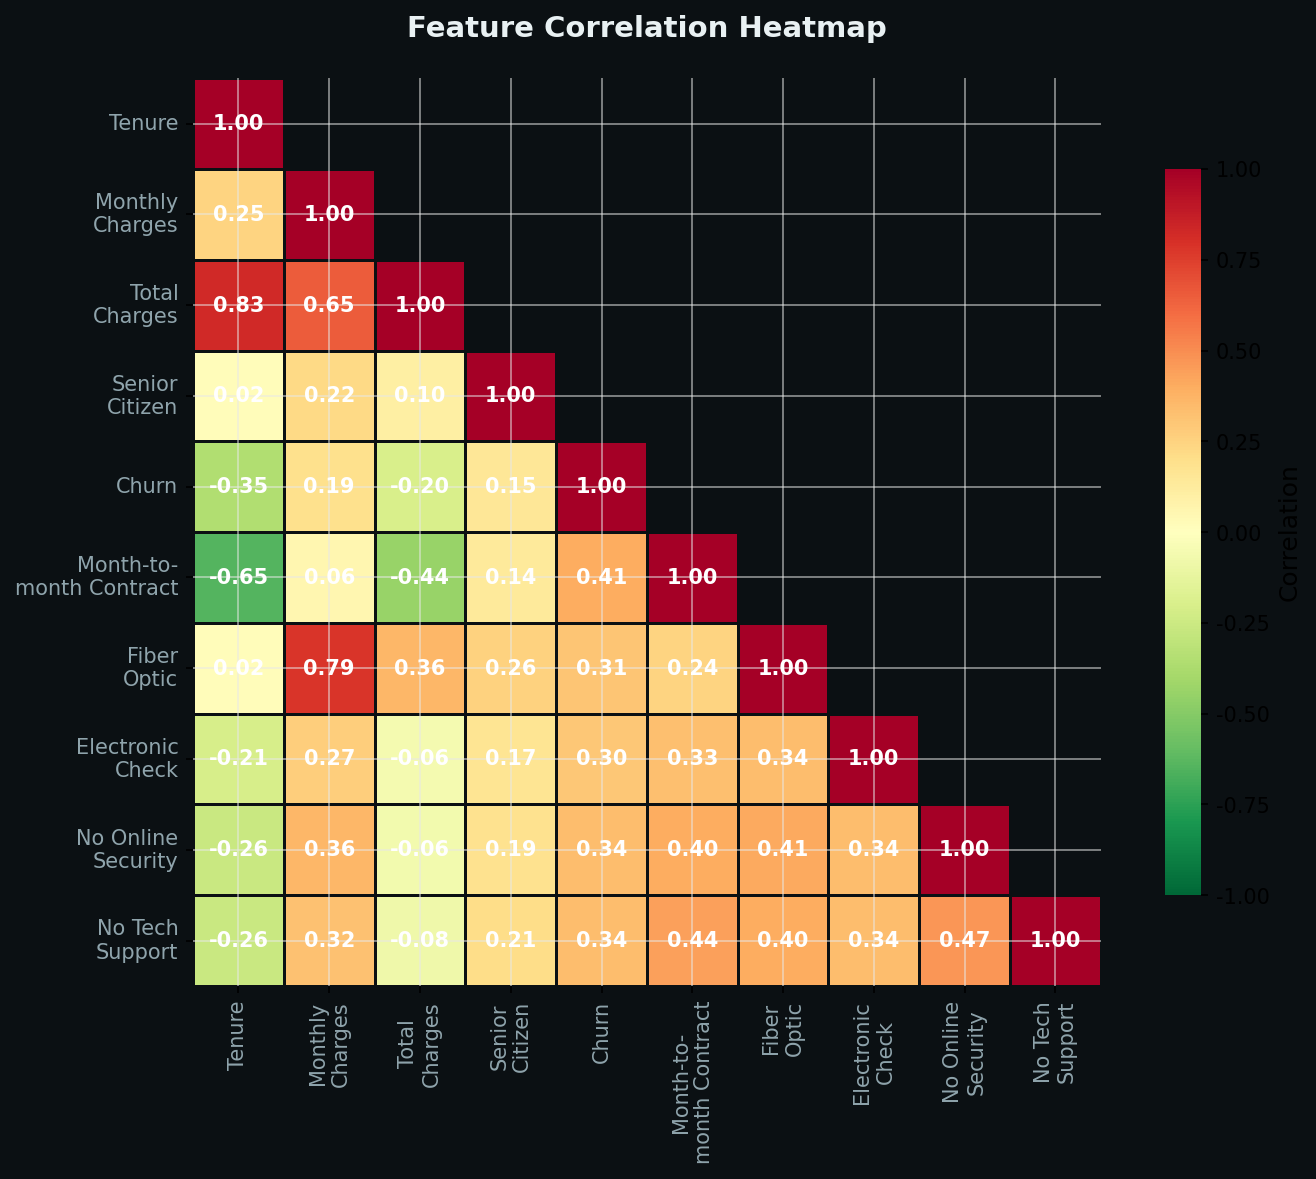 Feature Correlation Heatmap
Tenure
1.00
Monthly
Charges
0.25 1.00
Total
Charges
0.83 0.65 1.00
Senior
Citizen
0.02 0.22 0.10 1.00
Churn
-0.35 0.19 -0.20 0.15 1.00
Month-to-
month Contract
-0.65 0.06 -0.44 0.14 0.41 1.00
Fiber
Optic
0.02 0.79 0.36 0.26 0.31 0.24 1.00
Electronic
Check
-0.21 0.27 -0.06 0.17 0.30 0.33 0.34 1.00
No Online
Security
-0.26 0.36 -0.06 0.19 0.34 0.40 0.41 0.34 1.00
No Tech
Support
-0.26 0.32 -0.08 0.21 0.34 0.44 0.40 0.34 0.47 1.00
Tenure
Monthly
Charges
Total
Charges
Senior
Citizen
Churn
Month-to-
month Contract
Fiber
Optic
Electronic
Check
No Online
Security
No Tech
Support
1.00
0.75
0.50
0.25
0.00
-0.25
-0.50
-0.75
-1.00
Correlation